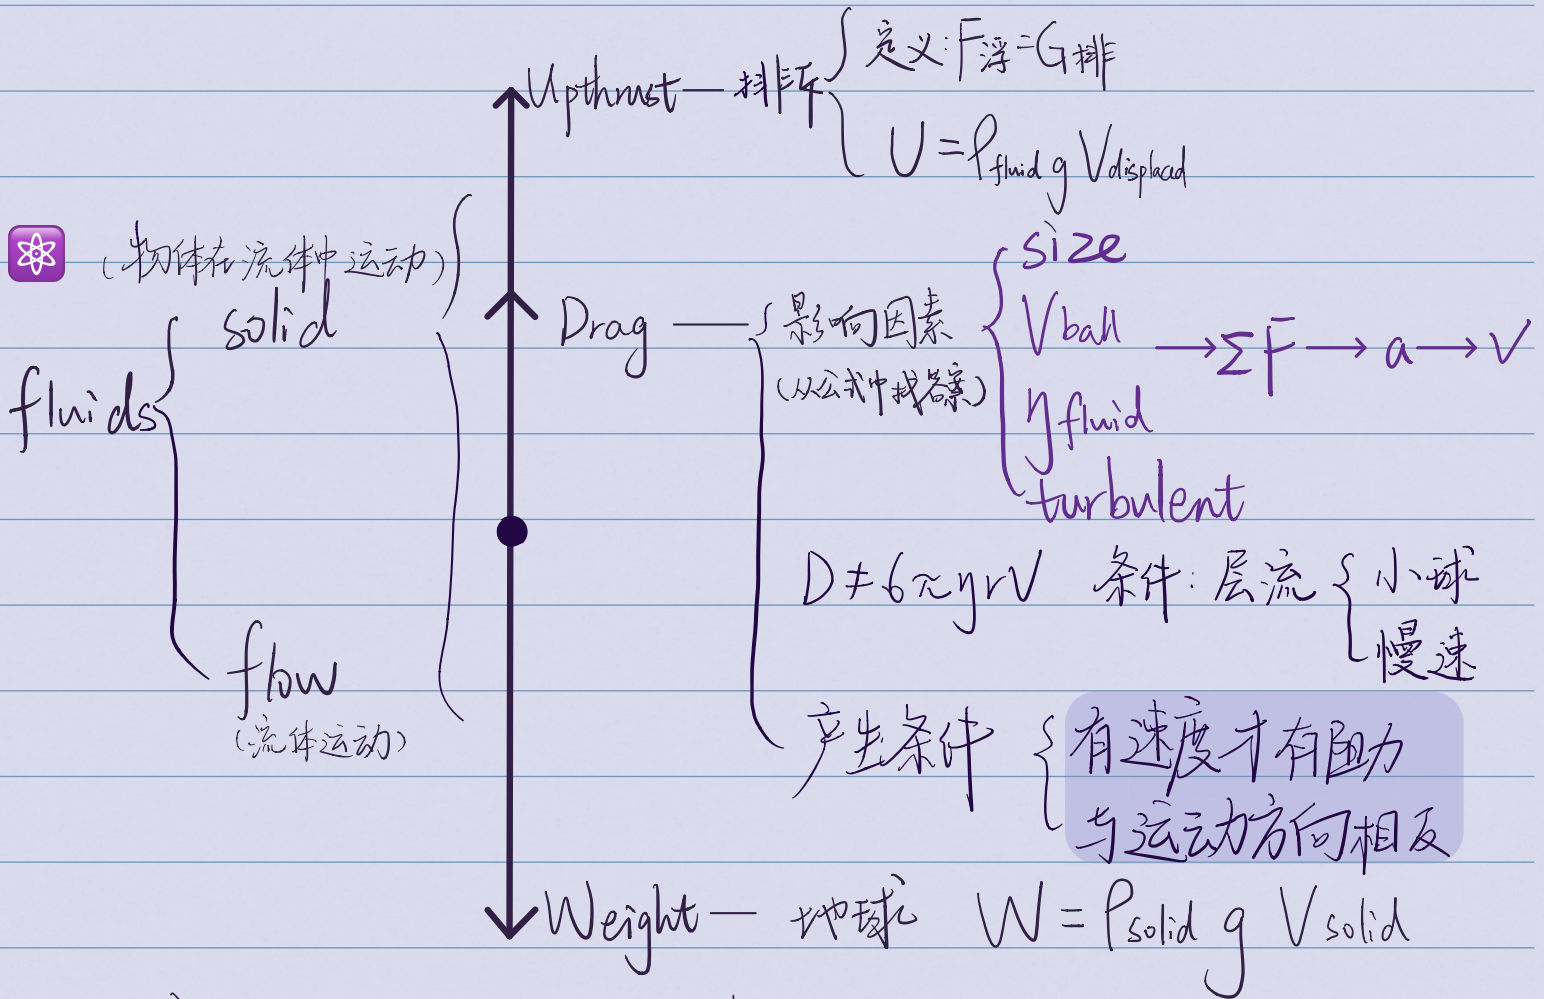 Upthrust — 排斥
定义: F浮=G排
U = ρfluid g Vdisplaced
(物体在流体中运动)
solid
fluids
flow
(流体运动)
Drag — 影响因素
(从公式中找答案)
size
Vball
ηfluid
turbulent
→ ΣF → a → V
D ≠ 6πηrV 条件: 层流
小球
慢速
产生条件
有速度才有阻力
与运动方向相反
Weight — 地球 W = ρsolid g Vsolid